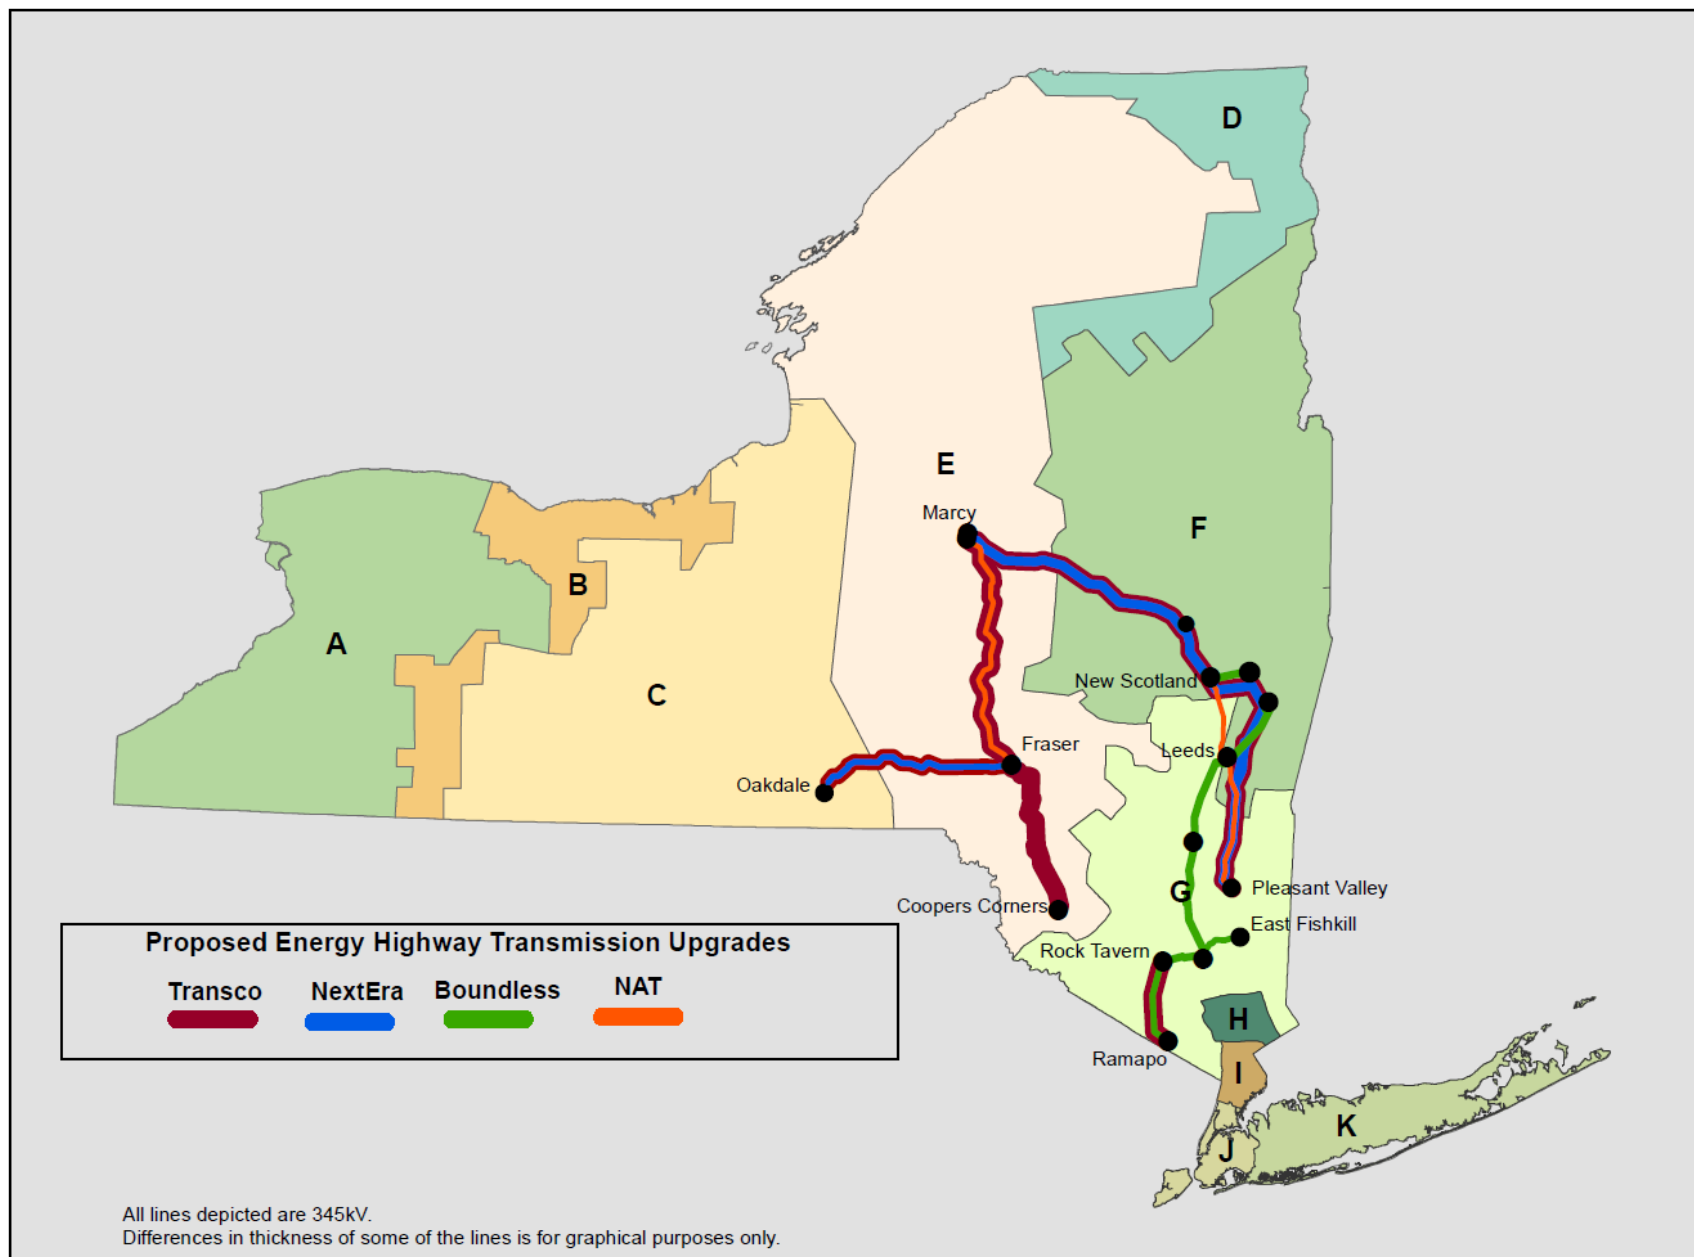 D
E
Marcy
F
B
A
C
New Scotland
Fraser
Leeds
Oakdale
G
Pleasant Valley
Coopers Corners
East Fishkill
Rock Tavern
Proposed Energy Highway Transmission Upgrades
Transco NextEra Boundless NAT
H
Ramapo
I
K
J
All lines depicted are 345kV.
Differences in thickness of some of the lines is for graphical purposes only.